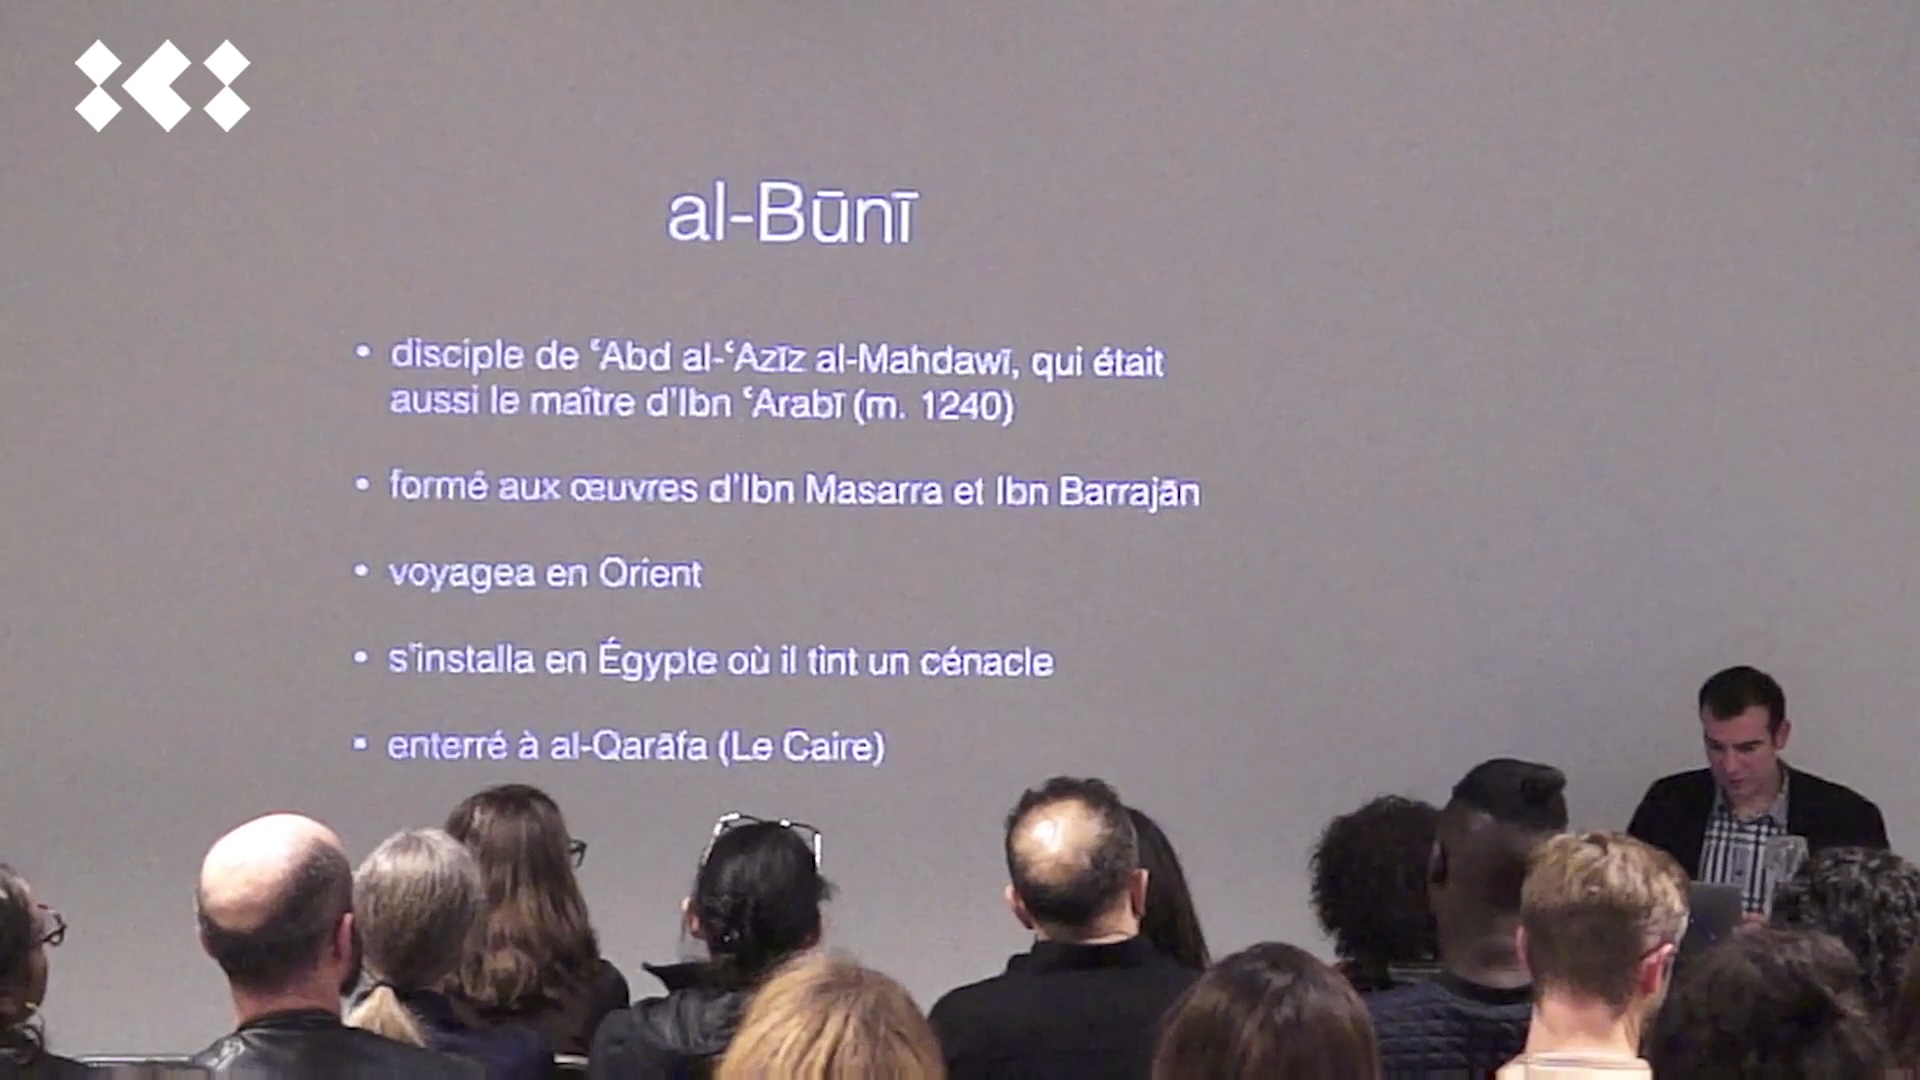 al-Būnī
• disciple de ʿAbd al-ʿAzīz al-Mahdawī, qui était
aussi le maître d'Ibn ʿArabī (m. 1240)
• formé aux œuvres d'Ibn Masarra et Ibn Barrajān
• voyagea en Orient
• s'installa en Égypte où il tint un cénacle
• enterré à al-Qarāfa (Le Caire)